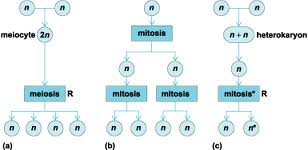 n n n n n
meiocyte 2n mitosis n + n heterokaryon
n n n
meiosis R mitosis mitosis mitosis* R
n n n n n n n n n n*
(a) (b) (c)